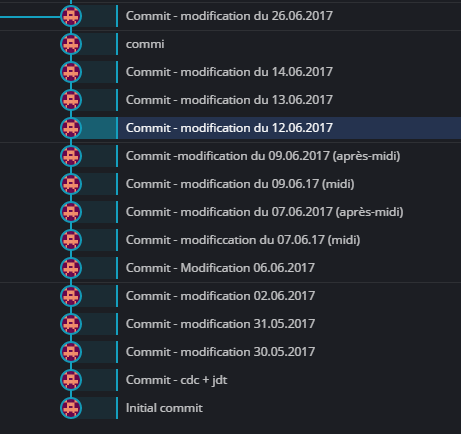 Commit - modification du 26.06.2017
commi
Commit - modification du 14.06.2017
Commit - modification du 13.06.2017
Commit - modification du 12.06.2017
Commit -modification du 09.06.2017 (après-midi)
Commit - modification du 09.06.17 (midi)
Commit - modification du 07.06.2017 (après-midi)
Commit - modificcation du 07.06.17 (midi)
Commit - Modification 06.06.2017
Commit - modification 02.06.2017
Commit - modification 31.05.2017
Commit - modification 30.05.2017
Commit - cdc + jdt
Initial commit